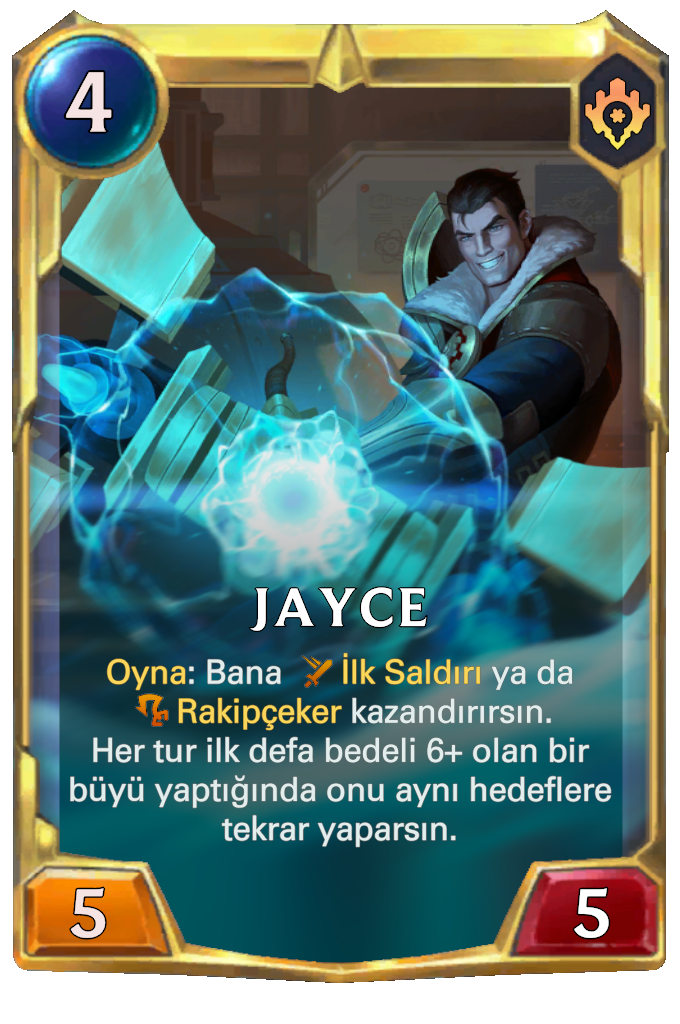 4
JAYCE
Oyna: Bana İlk Saldırı ya da
Rakipçeker kazandırırsın.
Her tur ilk defa bedeli 6+ olan bir
büyü yaptığında onu aynı hedeflere
tekrar yaparsın.
5 5